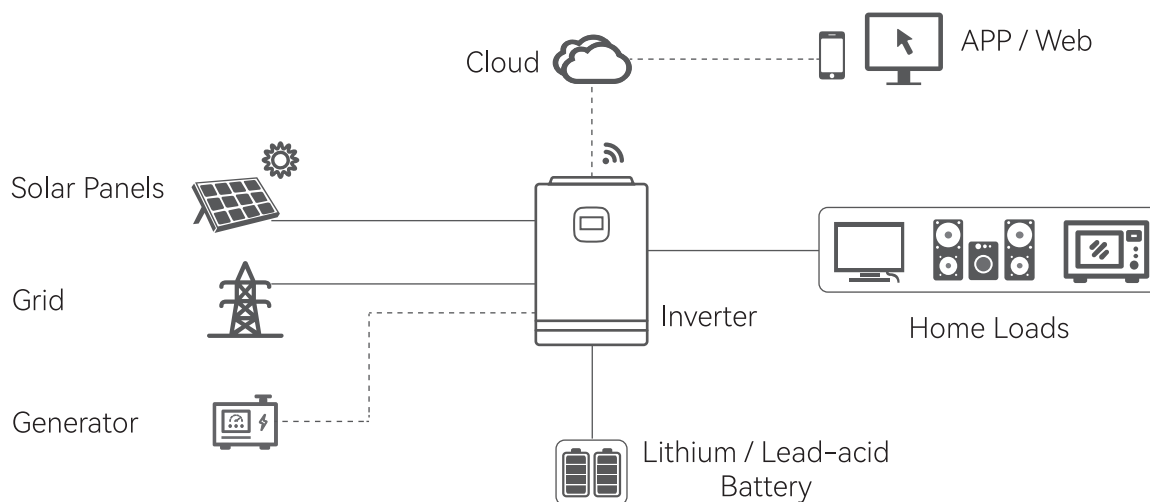 Cloud
APP / Web
Solar Panels
Grid
Inverter
Home Loads
Generator
Lithium / Lead-acid
Battery